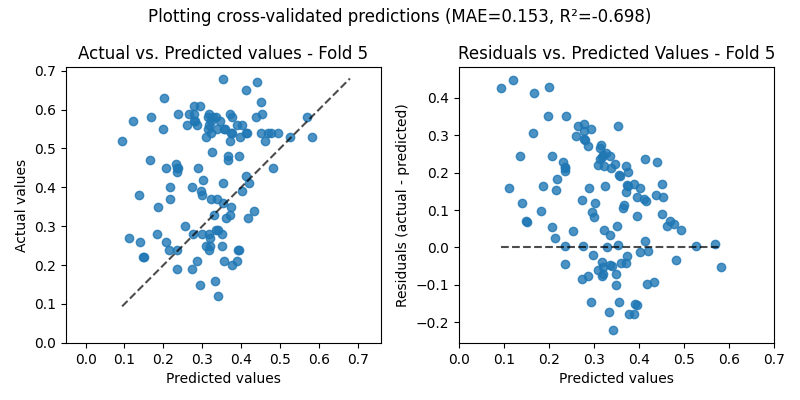 Plotting cross-validated predictions (MAE=0.153, R²=-0.698)
Actual vs. Predicted values - Fold 5
Actual values
0.7
0.6
0.5
0.4
0.3
0.2
0.1
0.0
0.0 0.1 0.2 0.3 0.4 0.5 0.6 0.7
Predicted values
Residuals vs. Predicted Values - Fold 5
Residuals (actual - predicted)
0.4
0.3
0.2
0.1
0.0
−0.1
−0.2
0.0 0.1 0.2 0.3 0.4 0.5 0.6 0.7
Predicted values